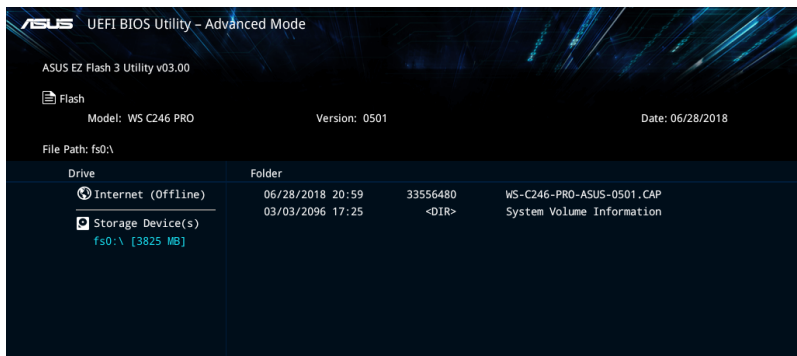 ASUS UEFI BIOS Utility – Advanced Mode
ASUS EZ Flash 3 Utility v03.00
Flash
Model: WS C246 PRO Version: 0501 Date: 06/28/2018
File Path: fs0:\
Drive Folder
Internet (Offline) 06/28/2018 20:59 33556480 WS-C246-PRO-ASUS-0501.CAP
03/03/2096 17:25 <DIR> System Volume Information
Storage Device(s)
fs0:\ [3825 MB]